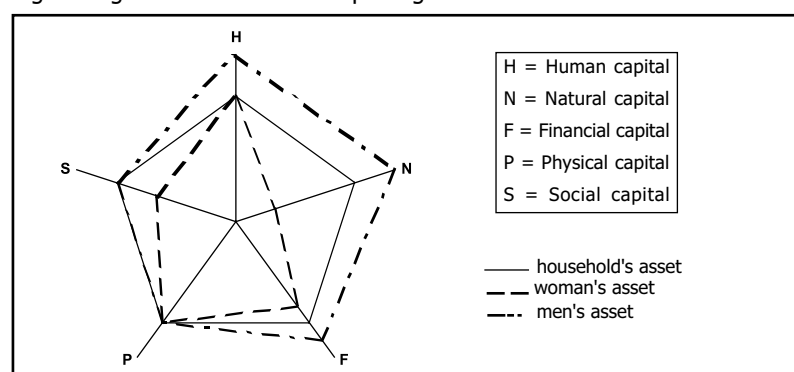 H
S
N
P
F
H = Human capital
N = Natural capital
F = Financial capital
P = Physical capital
S = Social capital
household's asset
woman's asset
men's asset